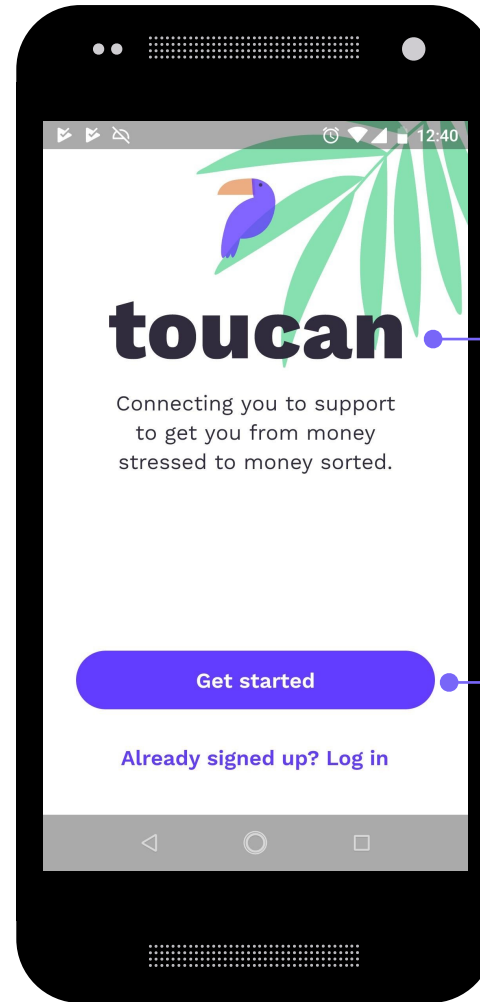 12:40
toucan
Connecting you to support
to get you from money
stressed to money sorted.
Get started
Already signed up? Log in